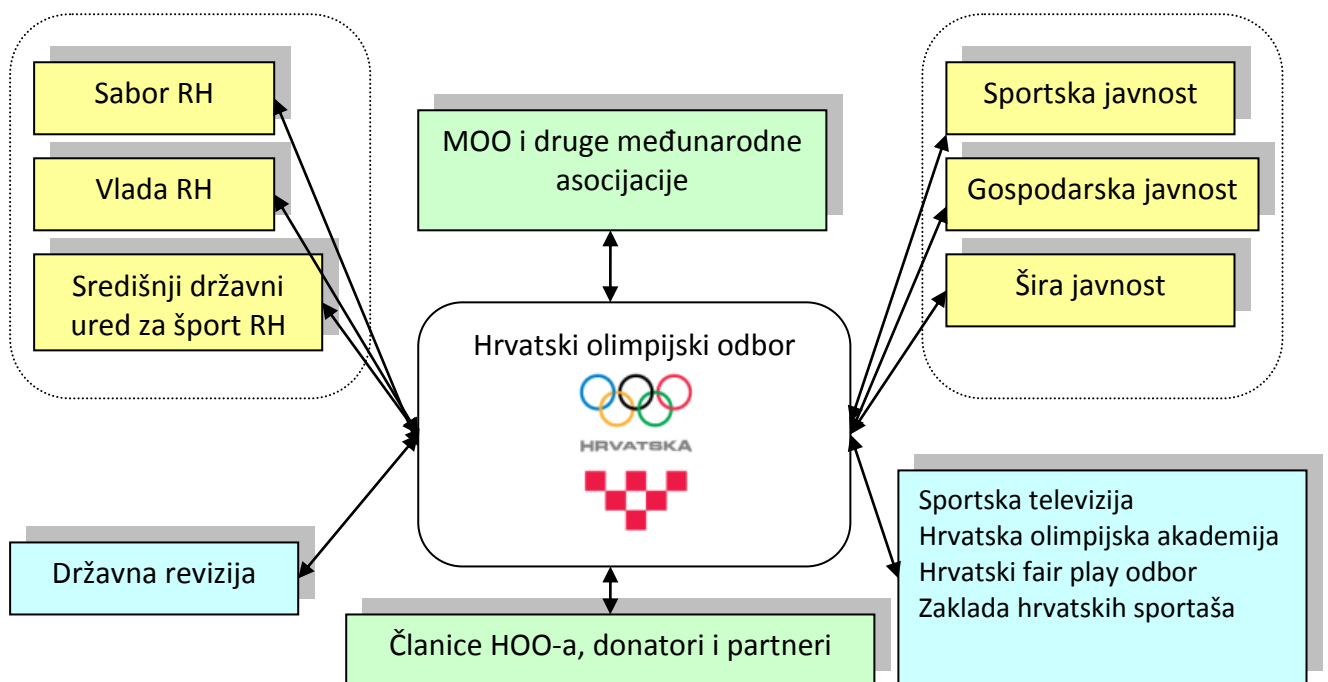 Sabor RH
Vlada RH
Središnji državni
ured za šport RH
MOO i druge međunarodne
asocijacije
Sportska javnost
Gospodarska javnost
Šira javnost
Hrvatski olimpijski odbor
HRVATSKA
Državna revizija
Članice HOO-a, donatori i partneri
Sportska televizija
Hrvatska olimpijska akademija
Hrvatski fair play odbor
Zaklada hrvatskih sportaša